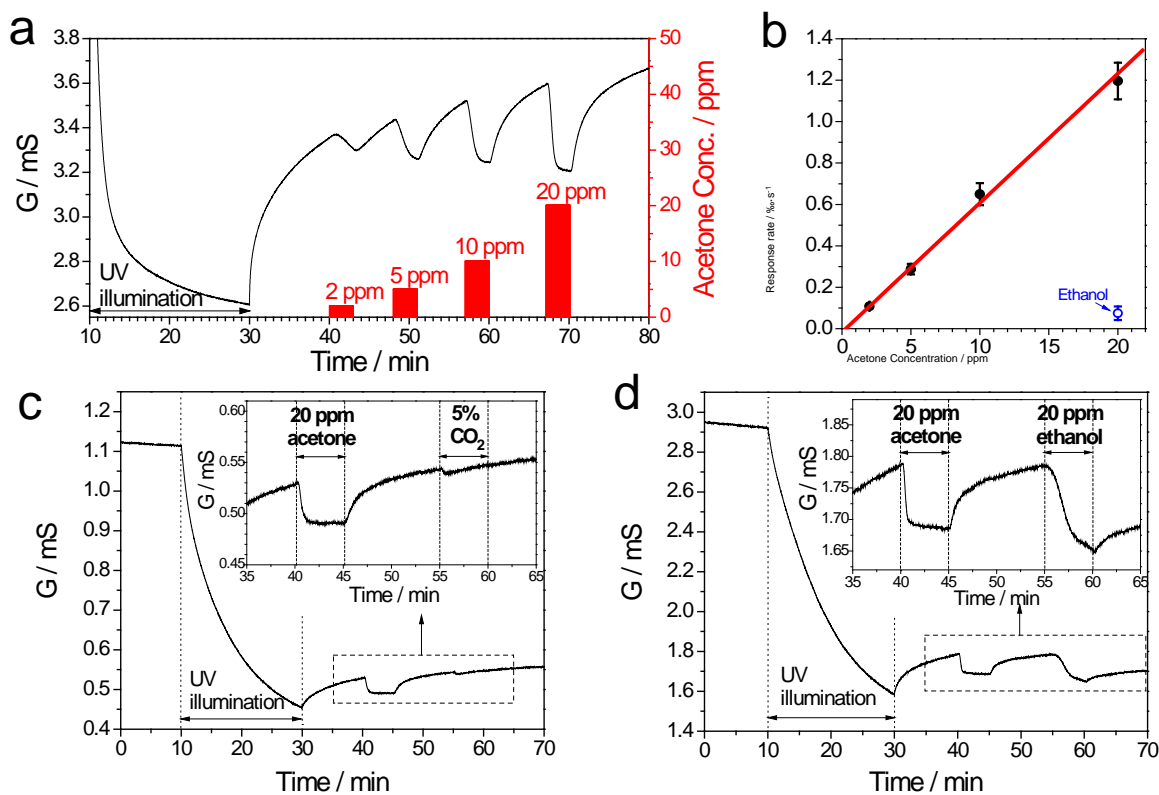 a
3.8
3.6
3.4
3.2
3.0
2.8
2.6
G / mS
50
40
30
20
10
0
Acetone Conc. / ppm
20 ppm
10 ppm
5 ppm
2 ppm
UV
illumination
10 20 30 40 50 60 70 80
Time / min
b
1.4
1.2
1.0
0.8
0.6
0.4
0.2
0.0
Response rate / ‰·s⁻¹
Ethanol
0 5 10 15 20
Acetone Concentration / ppm
c
1.2
1.1
1.0
0.9
0.8
0.7
0.6
0.5
0.4
G / mS
0.60
0.55
0.50
0.45
G / mS
20 ppm
acetone
5%
CO₂
35 40 45 50 55 60 65
Time / min
UV
illumination
0 10 20 30 40 50 60 70
Time / min
d
3.0
2.8
2.6
2.4
2.2
2.0
1.8
1.6
1.4
G / mS
1.85
1.80
1.75
1.70
1.65
G / mS
20 ppm
acetone
20 ppm
ethanol
35 40 45 50 55 60 65
Time / min
UV
illumination
0 10 20 30 40 50 60 70
Time / min